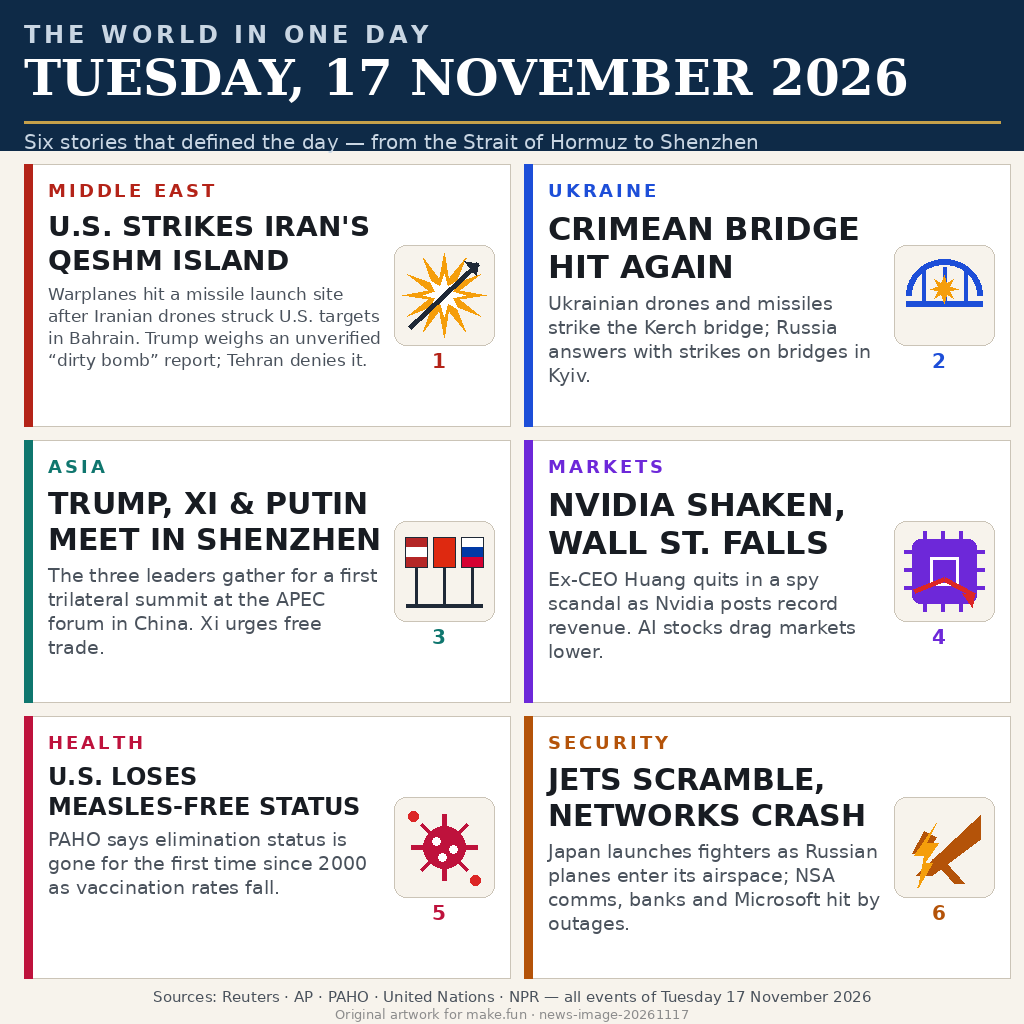 THE WORLD IN ONE DAY
TUESDAY, 17 NOVEMBER 2026
Six stories that defined the day — from the Strait of Hormuz to Shenzhen
MIDDLE EAST
U.S. STRIKES IRAN'S
QESHM ISLAND
Warplanes hit a missile launch site
after Iranian drones struck U.S. targets
in Bahrain. Trump weighs an unverified
“dirty bomb” report; Tehran denies it.
1
UKRAINE
CRIMEAN BRIDGE
HIT AGAIN
Ukrainian drones and missiles
strike the Kerch bridge; Russia
answers with strikes on bridges in
Kyiv.
2
ASIA
TRUMP, XI & PUTIN
MEET IN SHENZHEN
The three leaders gather for a first
trilateral summit at the APEC
forum in China. Xi urges free
trade.
3
MARKETS
NVIDIA SHAKEN,
WALL ST. FALLS
Ex-CEO Huang quits in a spy
scandal as Nvidia posts record
revenue. AI stocks drag markets
lower.
4
HEALTH
U.S. LOSES
MEASLES-FREE STATUS
PAHO says elimination status is
gone for the first time since 2000
as vaccination rates fall.
5
SECURITY
JETS SCRAMBLE,
NETWORKS CRASH
Japan launches fighters as Russian
planes enter its airspace; NSA
comms, banks and Microsoft hit by
outages.
6
Sources: Reuters · AP · PAHO · United Nations · NPR — all events of Tuesday 17 November 2026
Original artwork for make.fun · news-image-20261117